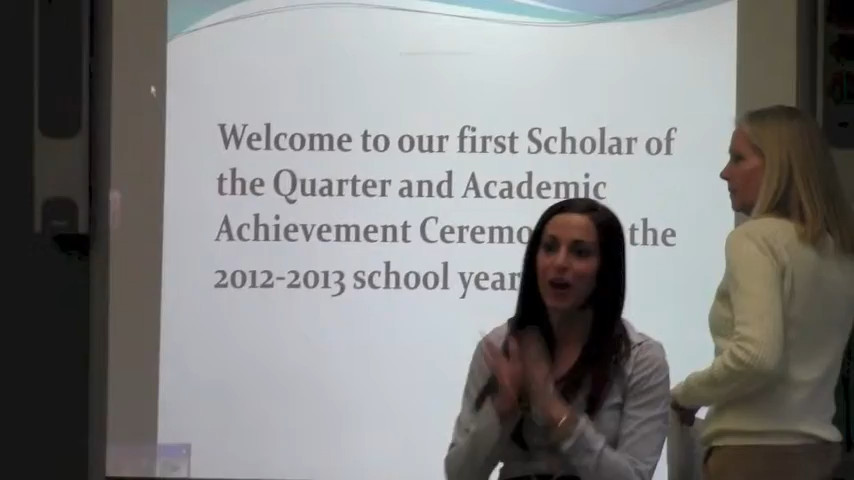 Welcome to our first Scholar of
the Quarter and Academic
Achievement Ceremo the
2012-2013 school year